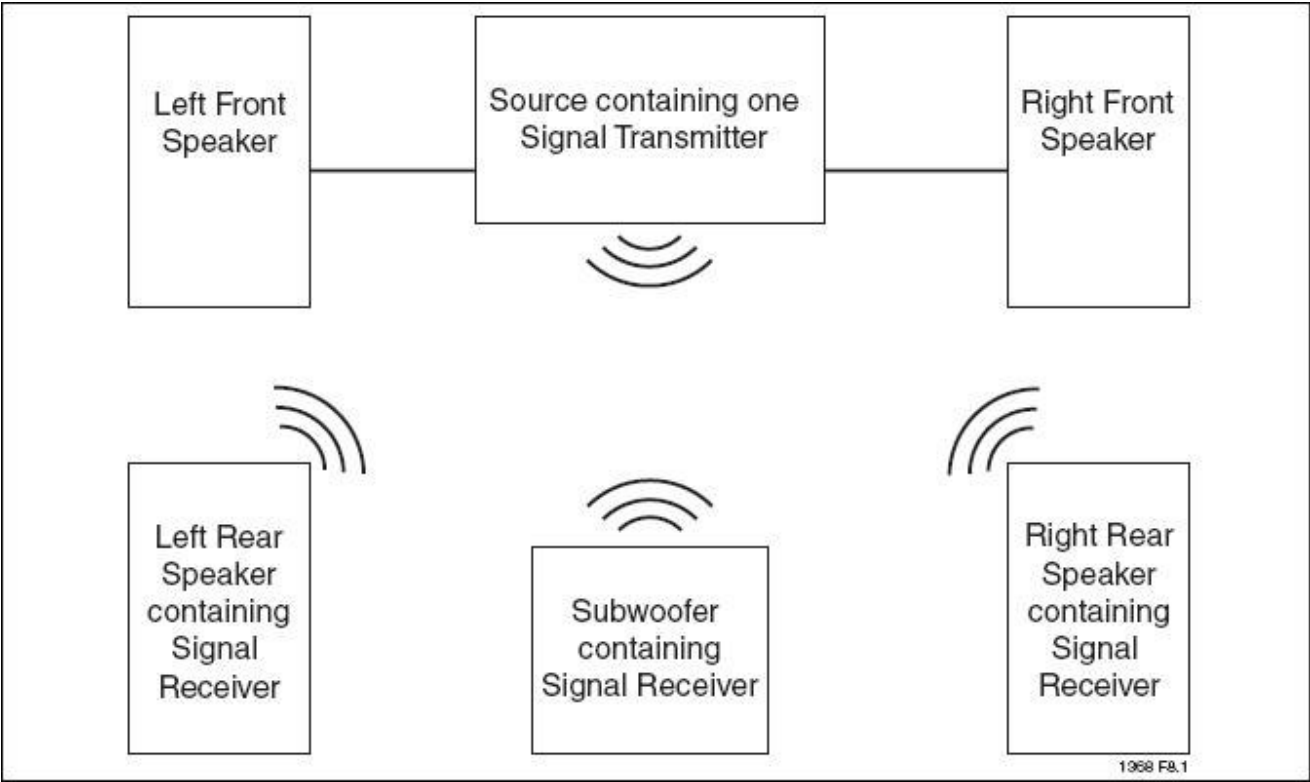 Left Front
Speaker
Source containing one
Signal Transmitter
Right Front
Speaker
Left Rear
Speaker
containing
Signal
Receiver
Subwoofer
containing
Signal Receiver
Right Rear
Speaker
containing
Signal
Receiver
1368 F8.1